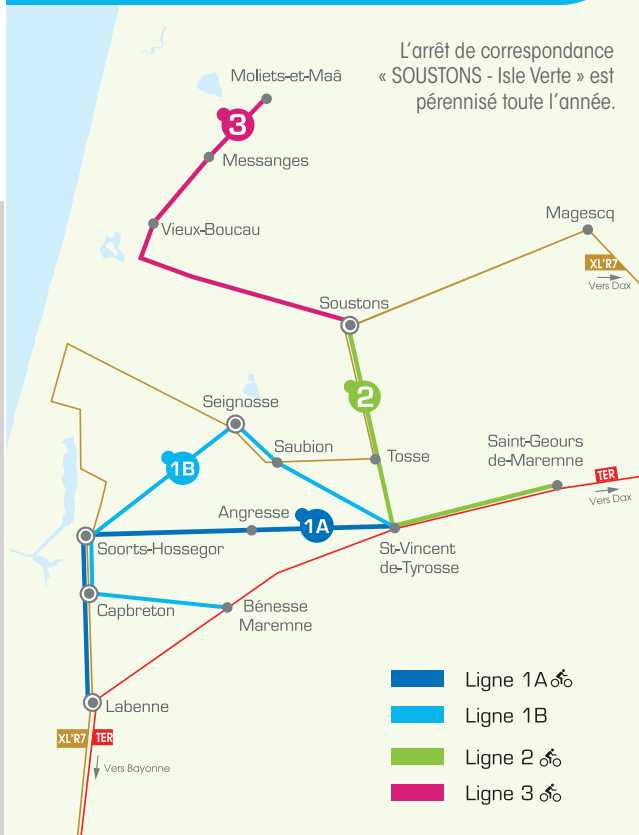 L'arrêt de correspondance
« SOUSTONS - Isle Verte » est
pérennisé toute l'année.
Moliets-et-Maâ
3
Messanges
Vieux-Boucau
Magescq
XL'R7
Vers Dax
Soustons
2
Seignosse
1B
Saubion
Tosse
Saint-Geours
de-Maremne
TER
Vers Dax
Angresse
1A
Soorts-Hossegor
St-Vincent
de-Tyrosse
Capbreton
Bénesse
Maremne
Labenne
XL'R7
TER
Vers Bayonne
Ligne 1A
Ligne 1B
Ligne 2
Ligne 3